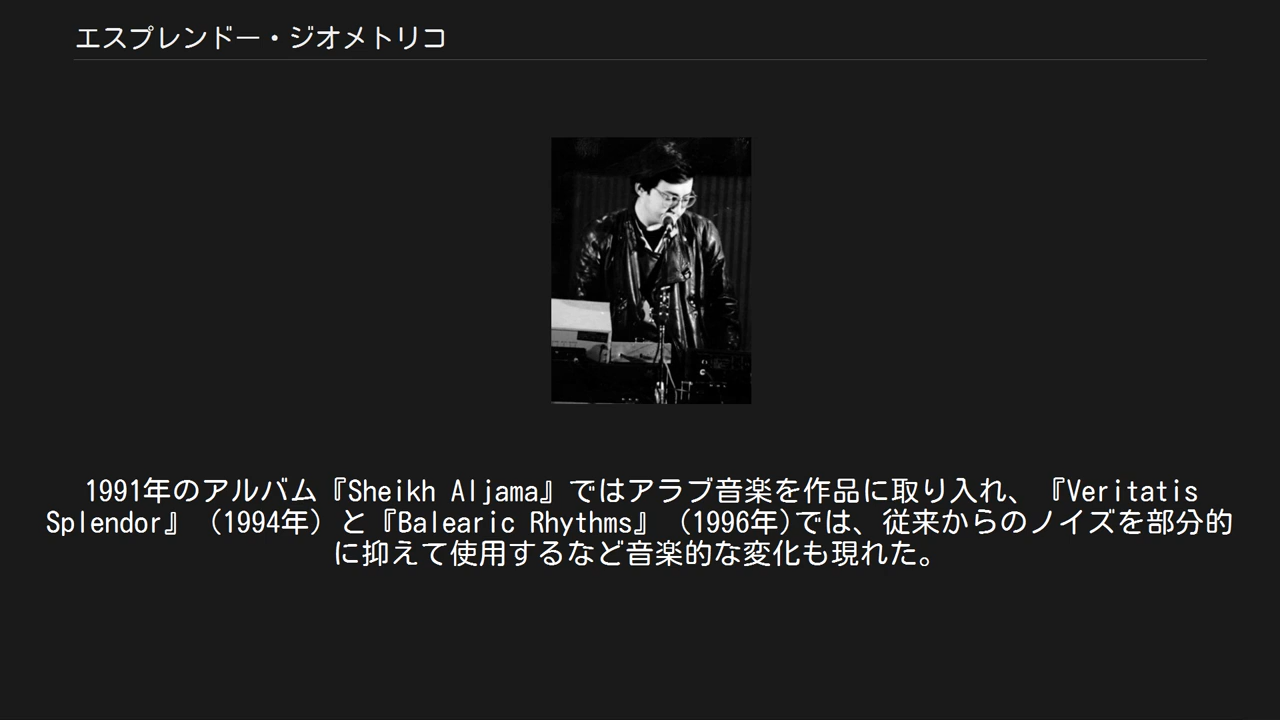 エスプレンドー・ジオメトリコ
1991年のアルバム『Sheikh Aljama』ではアラブ音楽を作品に取り入れ、『Veritatis
Splendor』（1994年）と『Balearic Rhythms』（1996年)では、従来からのノイズを部分的
に抑えて使用するなど音楽的な変化も現れた。